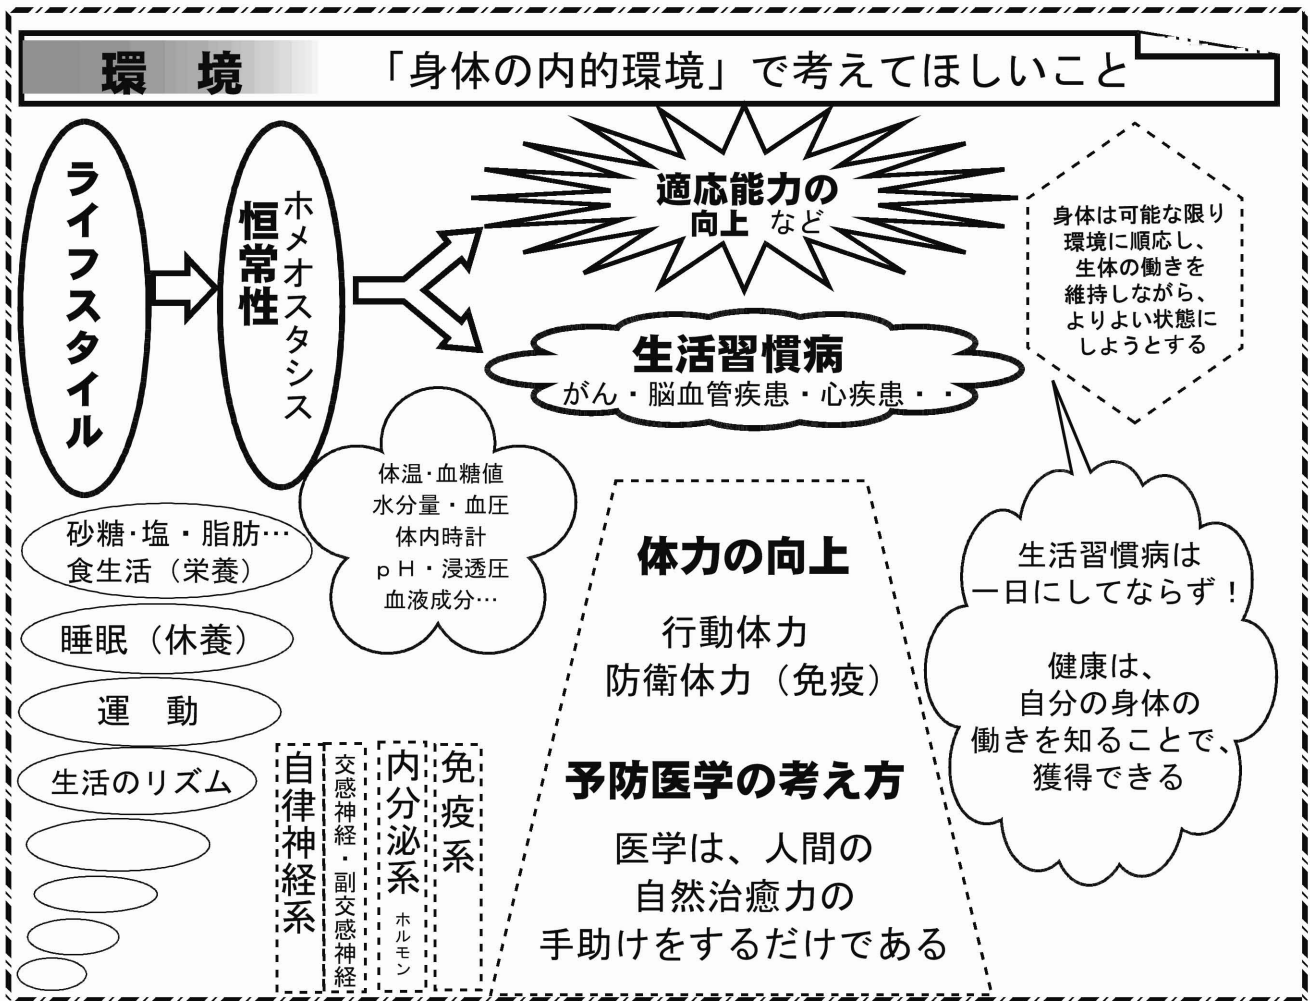 環 境 「身体の内的環境」で考えてほしいこと
ライフスタイル
恒常性
ホメオスタシス
適応能力の
向上 など
生活習慣病
がん・脳血管疾患・心疾患・・
身体は可能な限り
環境に順応し、
生体の働きを
維持しながら、
よりよい状態に
しようとする
体温・血糖値
水分量・血圧
体内時計
pH・浸透圧
血液成分…
砂糖・塩・脂肪…
食生活(栄養)
睡眠(休養)
運 動
生活のリズム
自律神経系
交感神経・副交感神経
内分泌系 ホルモン
免疫系
体力の向上
行動体力
防衛体力(免疫)
予防医学の考え方
医学は、人間の
自然治癒力の
手助けをするだけである
生活習慣病は
一日にしてならず!
健康は、
自分の身体の
働きを知ることで、
獲得できる